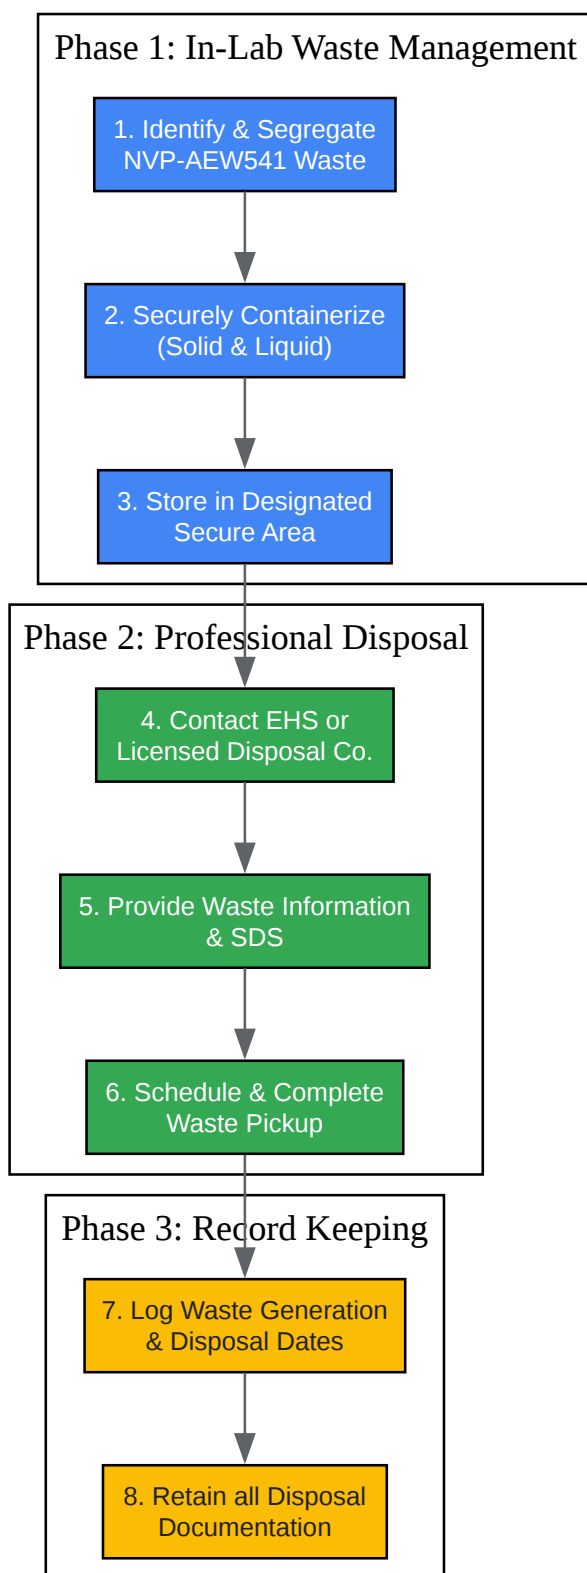 Phase 1: In-Lab Waste Management
1. Identify & Segregate
NVP-AEW541 Waste
2. Securely Containerize
(Solid & Liquid)
3. Store in Designated
Secure Area
Phase 2: Professional Disposal
4. Contact EHS or
Licensed Disposal Co.
5. Provide Waste Information
& SDS
6. Schedule & Complete
Waste Pickup
Phase 3: Record Keeping
7. Log Waste Generation
& Disposal Dates
8. Retain all Disposal
Documentation